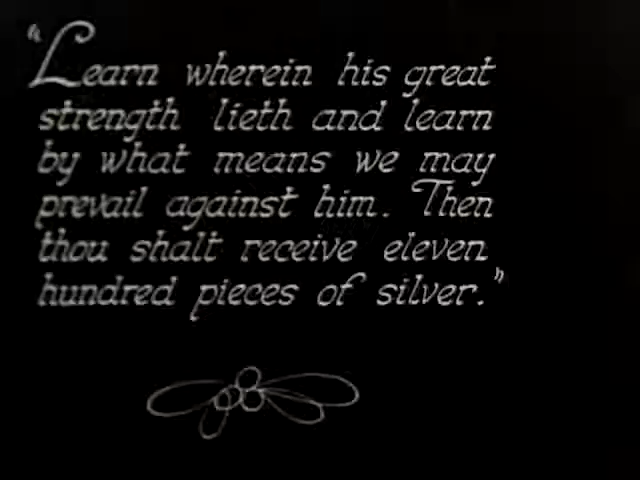 "Learn wherein his great
strength lieth and learn
by what means we may
prevail against him. Then
thou shalt receive eleven
hundred pieces of silver."